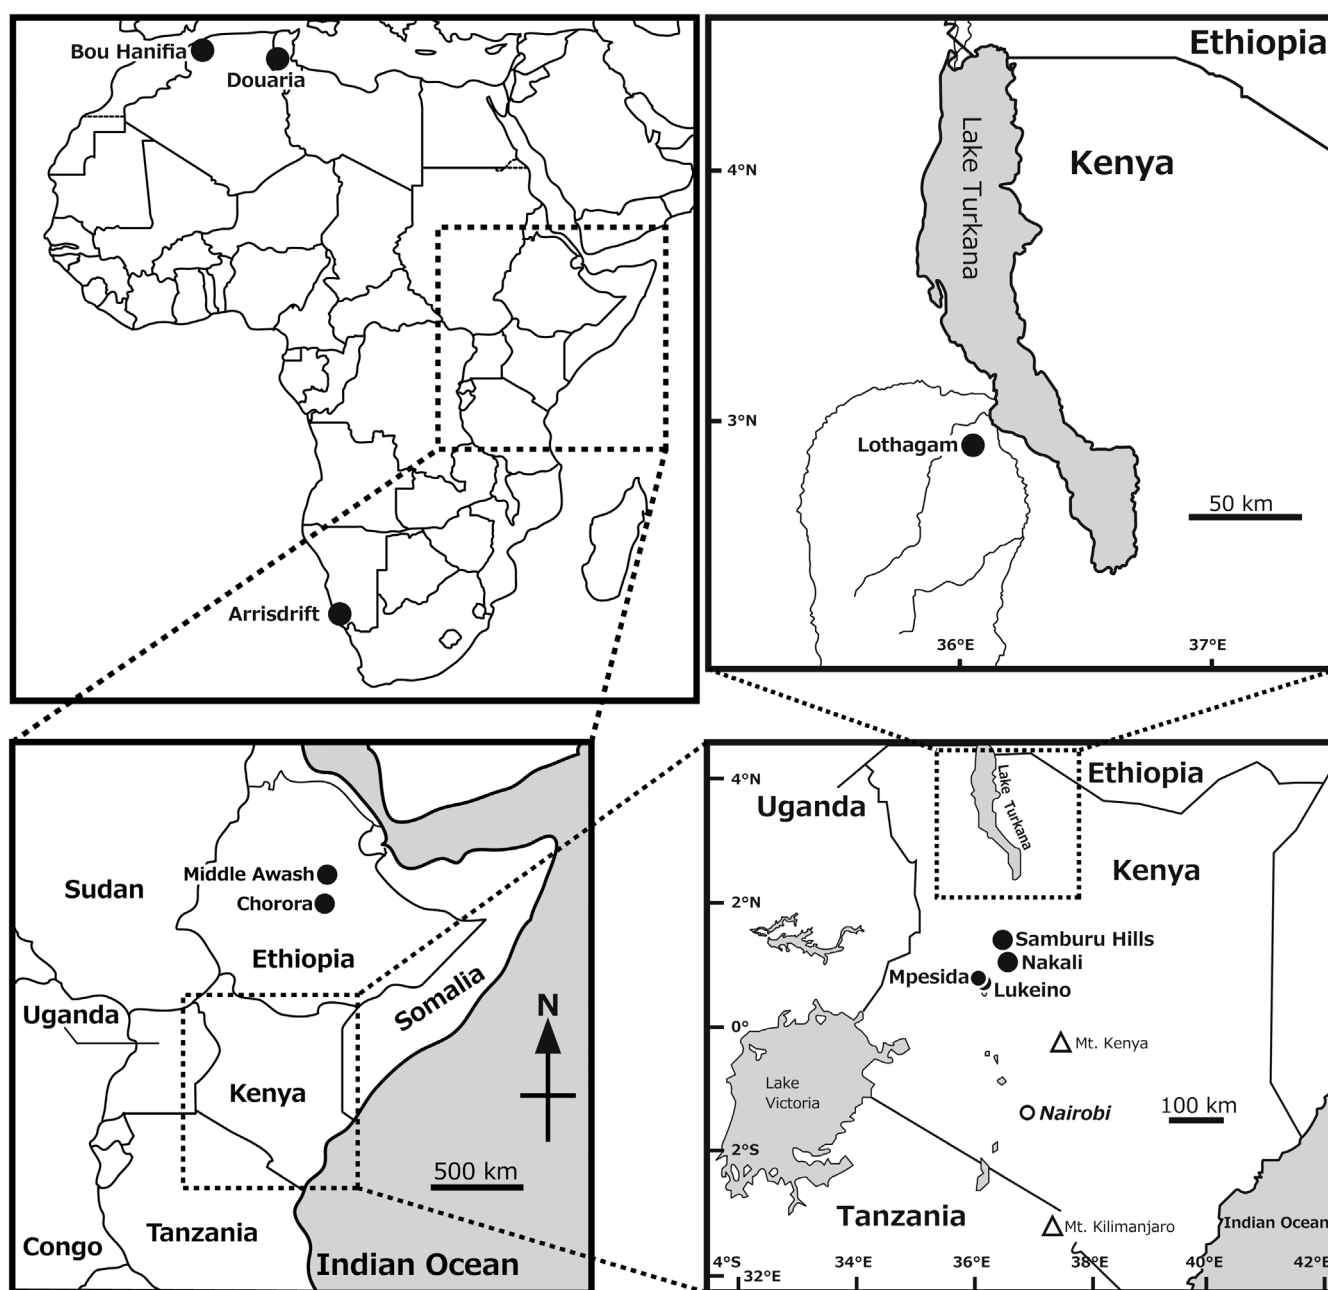 Bou Hanifia
Douaria
Arrisdrift
Ethiopia
Kenya
Lake Turkana
4°N
3°N
Lothagam
50 km
36°E
37°E
Sudan
Middle Awash
Chorora
Ethiopia
Somalia
Uganda
Kenya
N
500 km
Tanzania
Congo
Indian Ocean
4°N
Uganda
Lake Turkana
Ethiopia
Kenya
2°N
Samburu Hills
Nakali
Mpesida
Lukeino
0°
Mt. Kenya
Lake
Victoria
Nairobi
100 km
2°S
Tanzania
Mt. Kilimanjaro
Indian Ocean
4°S
32°E
34°E
36°E
38°E
40°E
42°E